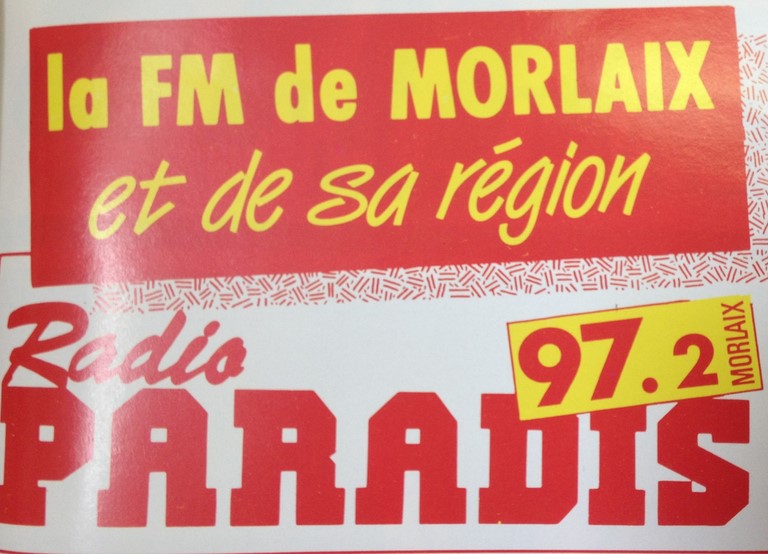 la FM de MORLAIX
et de sa région
Radio
97.2
MORLAIX
PARADIS